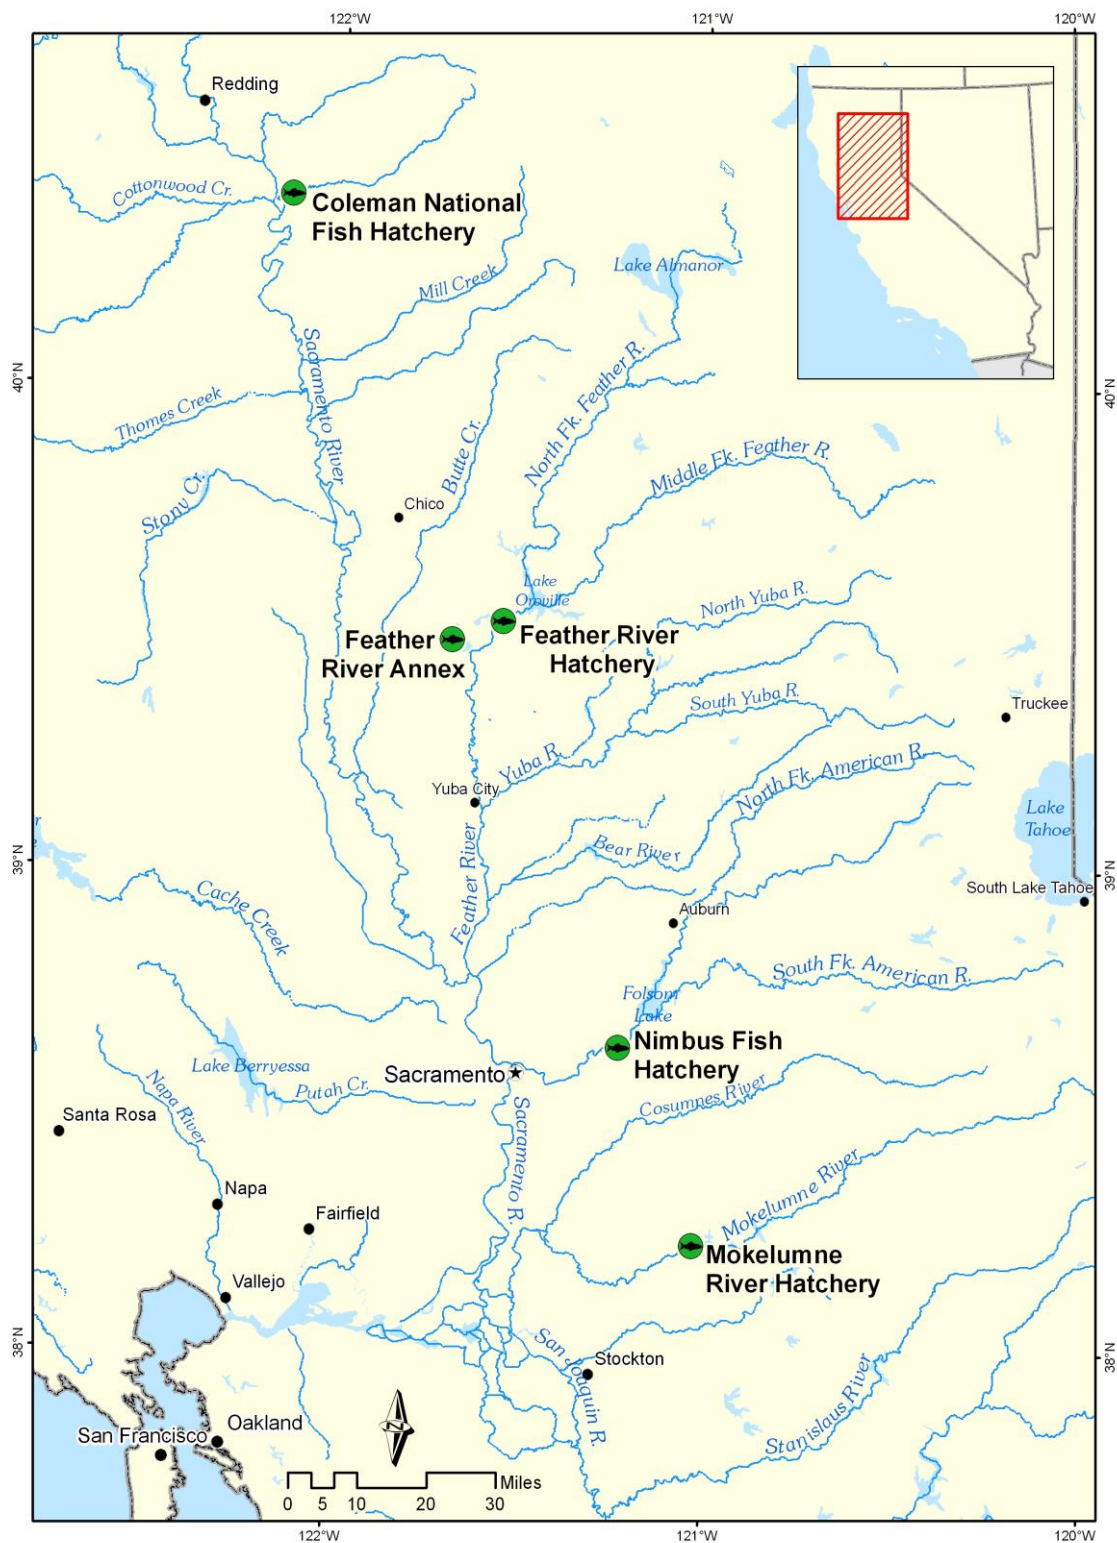 122°W
121°W
120°W
Redding
Cottonwood Cr.
Coleman National
Fish Hatchery
Mill Creek
Lake Almanor
40°N
40°N
Sacramento River
Thomes Creek
North Fk. Feather R.
Butte Cr.
Middle Fk. Feather R.
Stony Cr.
Chico
Lake
Oroville
North Yuba R.
Feather
River Annex
Feather River
Hatchery
South Yuba R.
Truckee
Yuba R.
North Fk. American R.
Yuba City
Lake
Tahoe
39°N
39°N
Feather River
Bear River
South Lake Tahoe
Cache Creek
Auburn
South Fk. American R.
Folsom
Lake
Nimbus Fish
Hatchery
Lake Berryessa
Sacramento
Napa River
Putah Cr.
Cosumnes River
Santa Rosa
Sacramento R.
Mokelumne River
Napa
Fairfield
Mokelumne
River Hatchery
Vallejo
38°N
38°N
San Joaquin R.
Stockton
Stanislaus River
Oakland
San Francisco
N
Miles
0 5 10 20 30
122°W
121°W
120°W